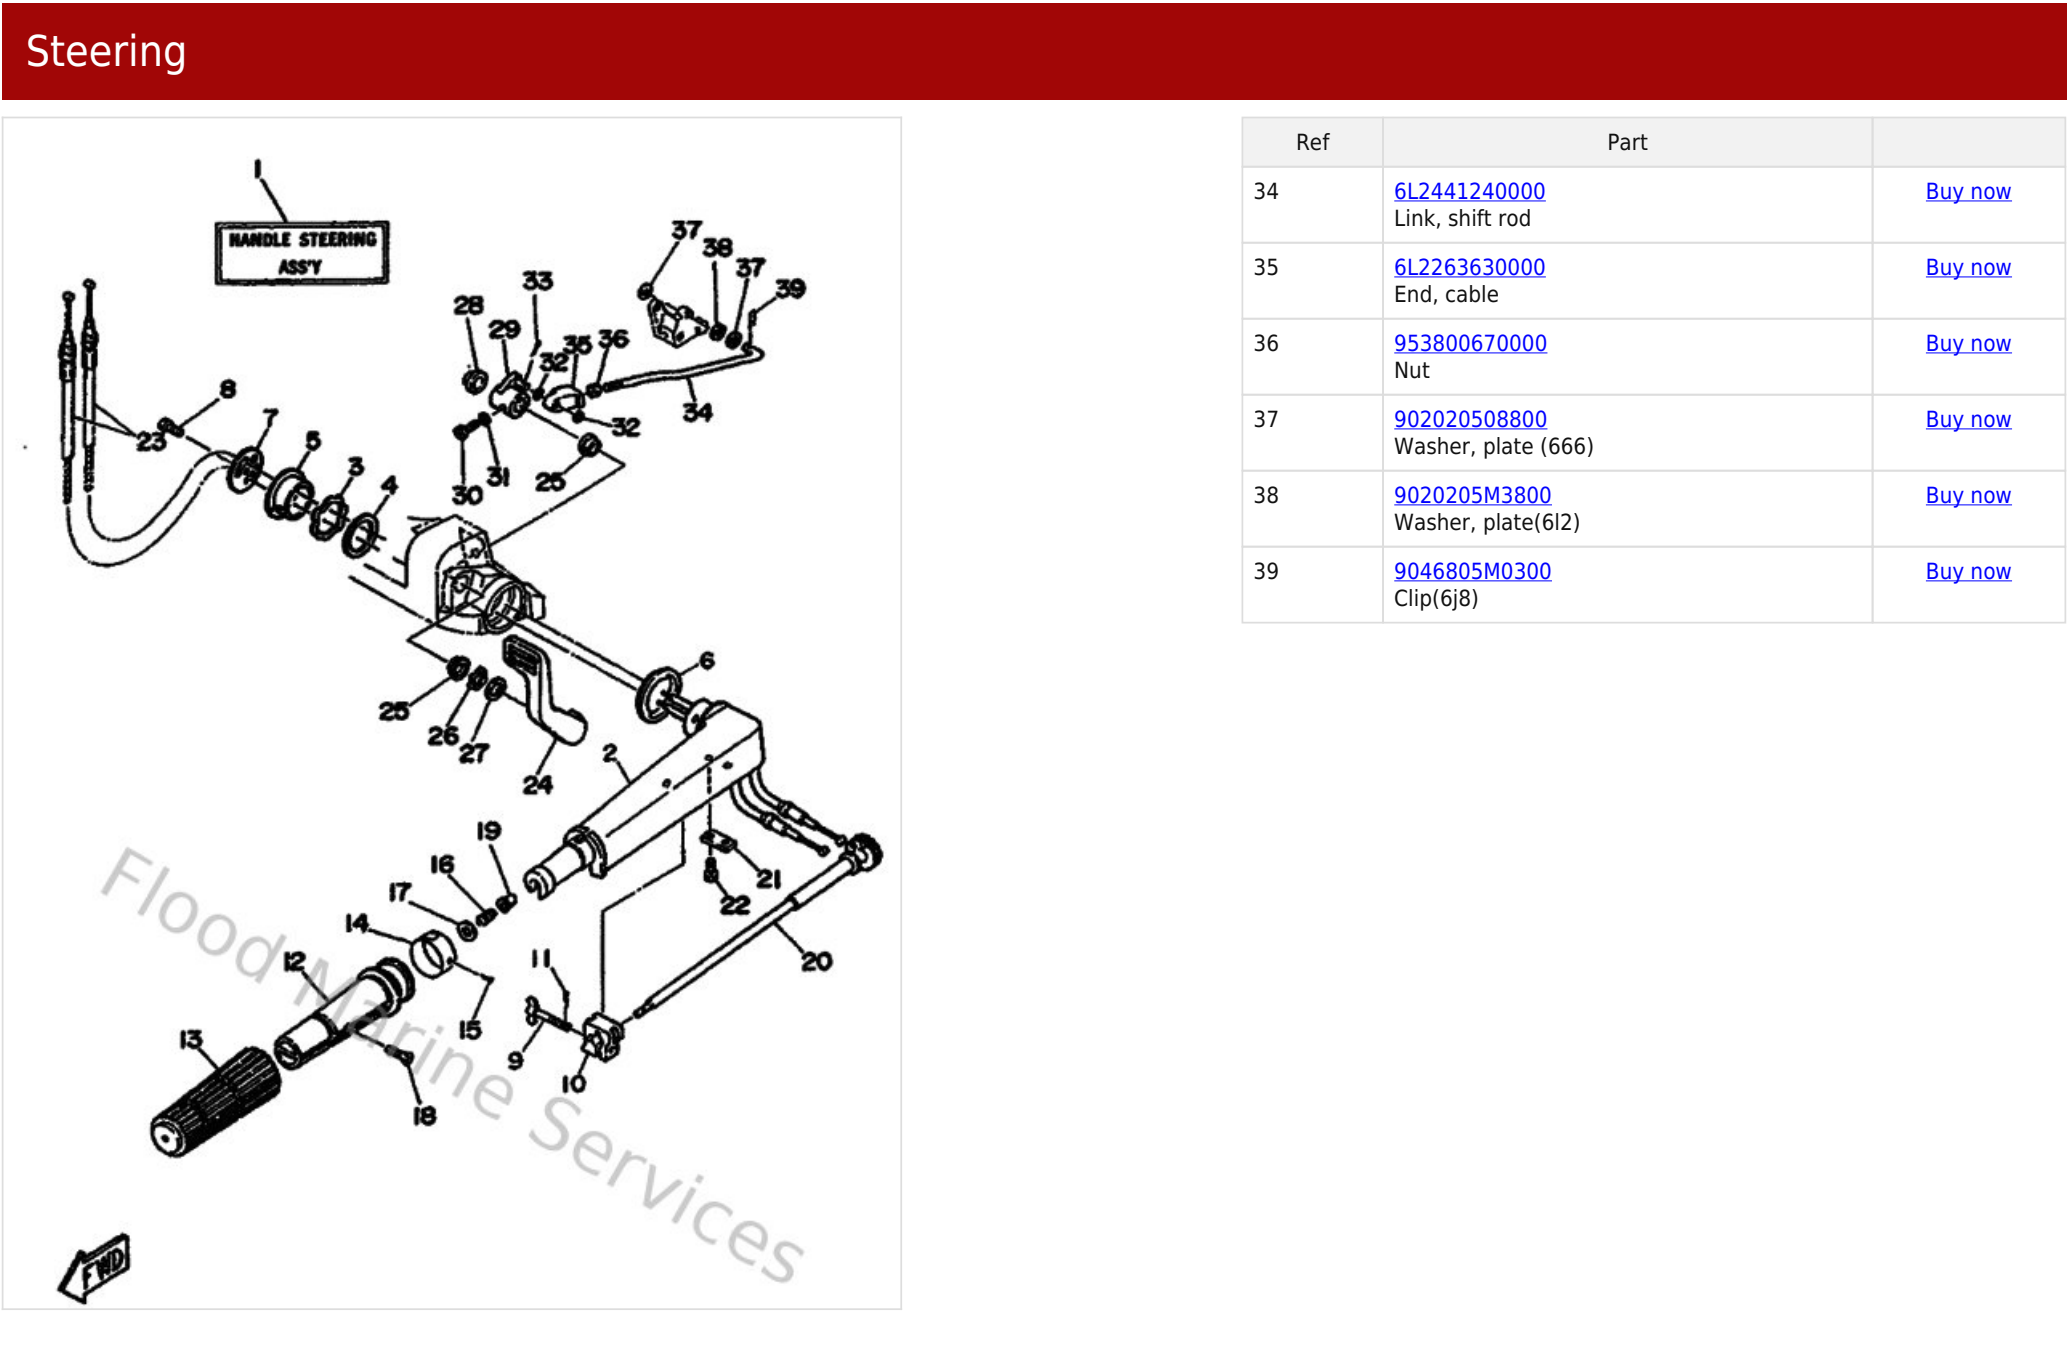 Steering
1
HANDLE STEERING
ASS'Y
37
38
37
39
33
28
29
35
36
32
34
32
8
7
23
5
3
4
31
30
25
6
25
26
27
24
2
19
16
17
14
21
22
12
11
20
15
13
9
10
18
FWD
Flood Marine Services
Ref Part
34 6L2441240000 Buy now
Link, shift rod
35 6L2263630000 Buy now
End, cable
36 953800670000 Buy now
Nut
37 902020508800 Buy now
Washer, plate (666)
38 9020205M3800 Buy now
Washer, plate(6l2)
39 9046805M0300 Buy now
Clip(6j8)